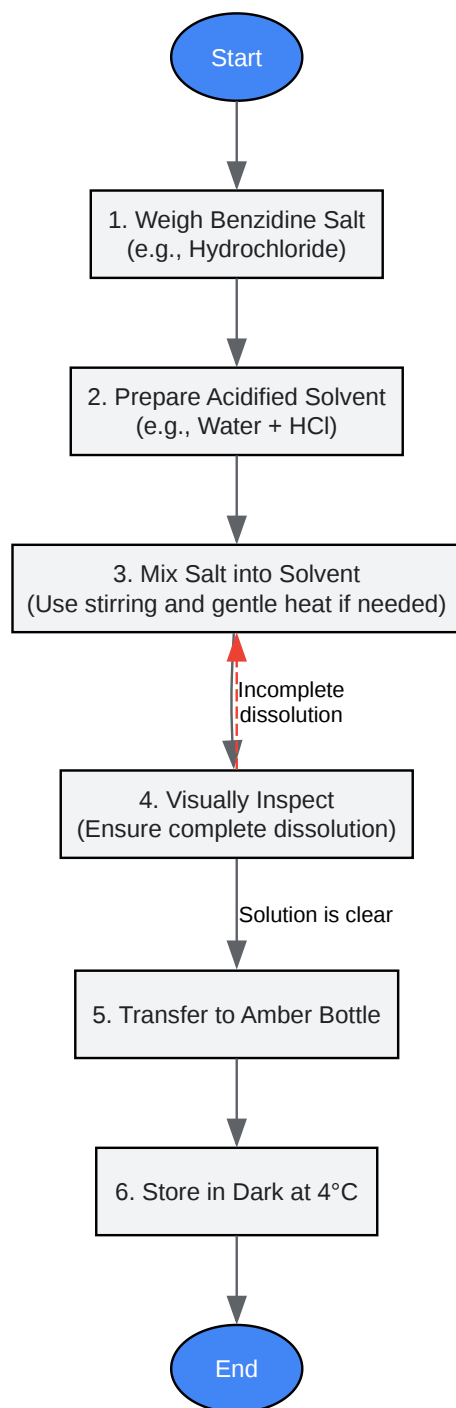 Start
1. Weigh Benzidine Salt
(e.g., Hydrochloride)
2. Prepare Acidified Solvent
(e.g., Water + HCl)
3. Mix Salt into Solvent
(Use stirring and gentle heat if needed)
Incomplete
dissolution
4. Visually Inspect
(Ensure complete dissolution)
Solution is clear
5. Transfer to Amber Bottle
6. Store in Dark at 4°C
End